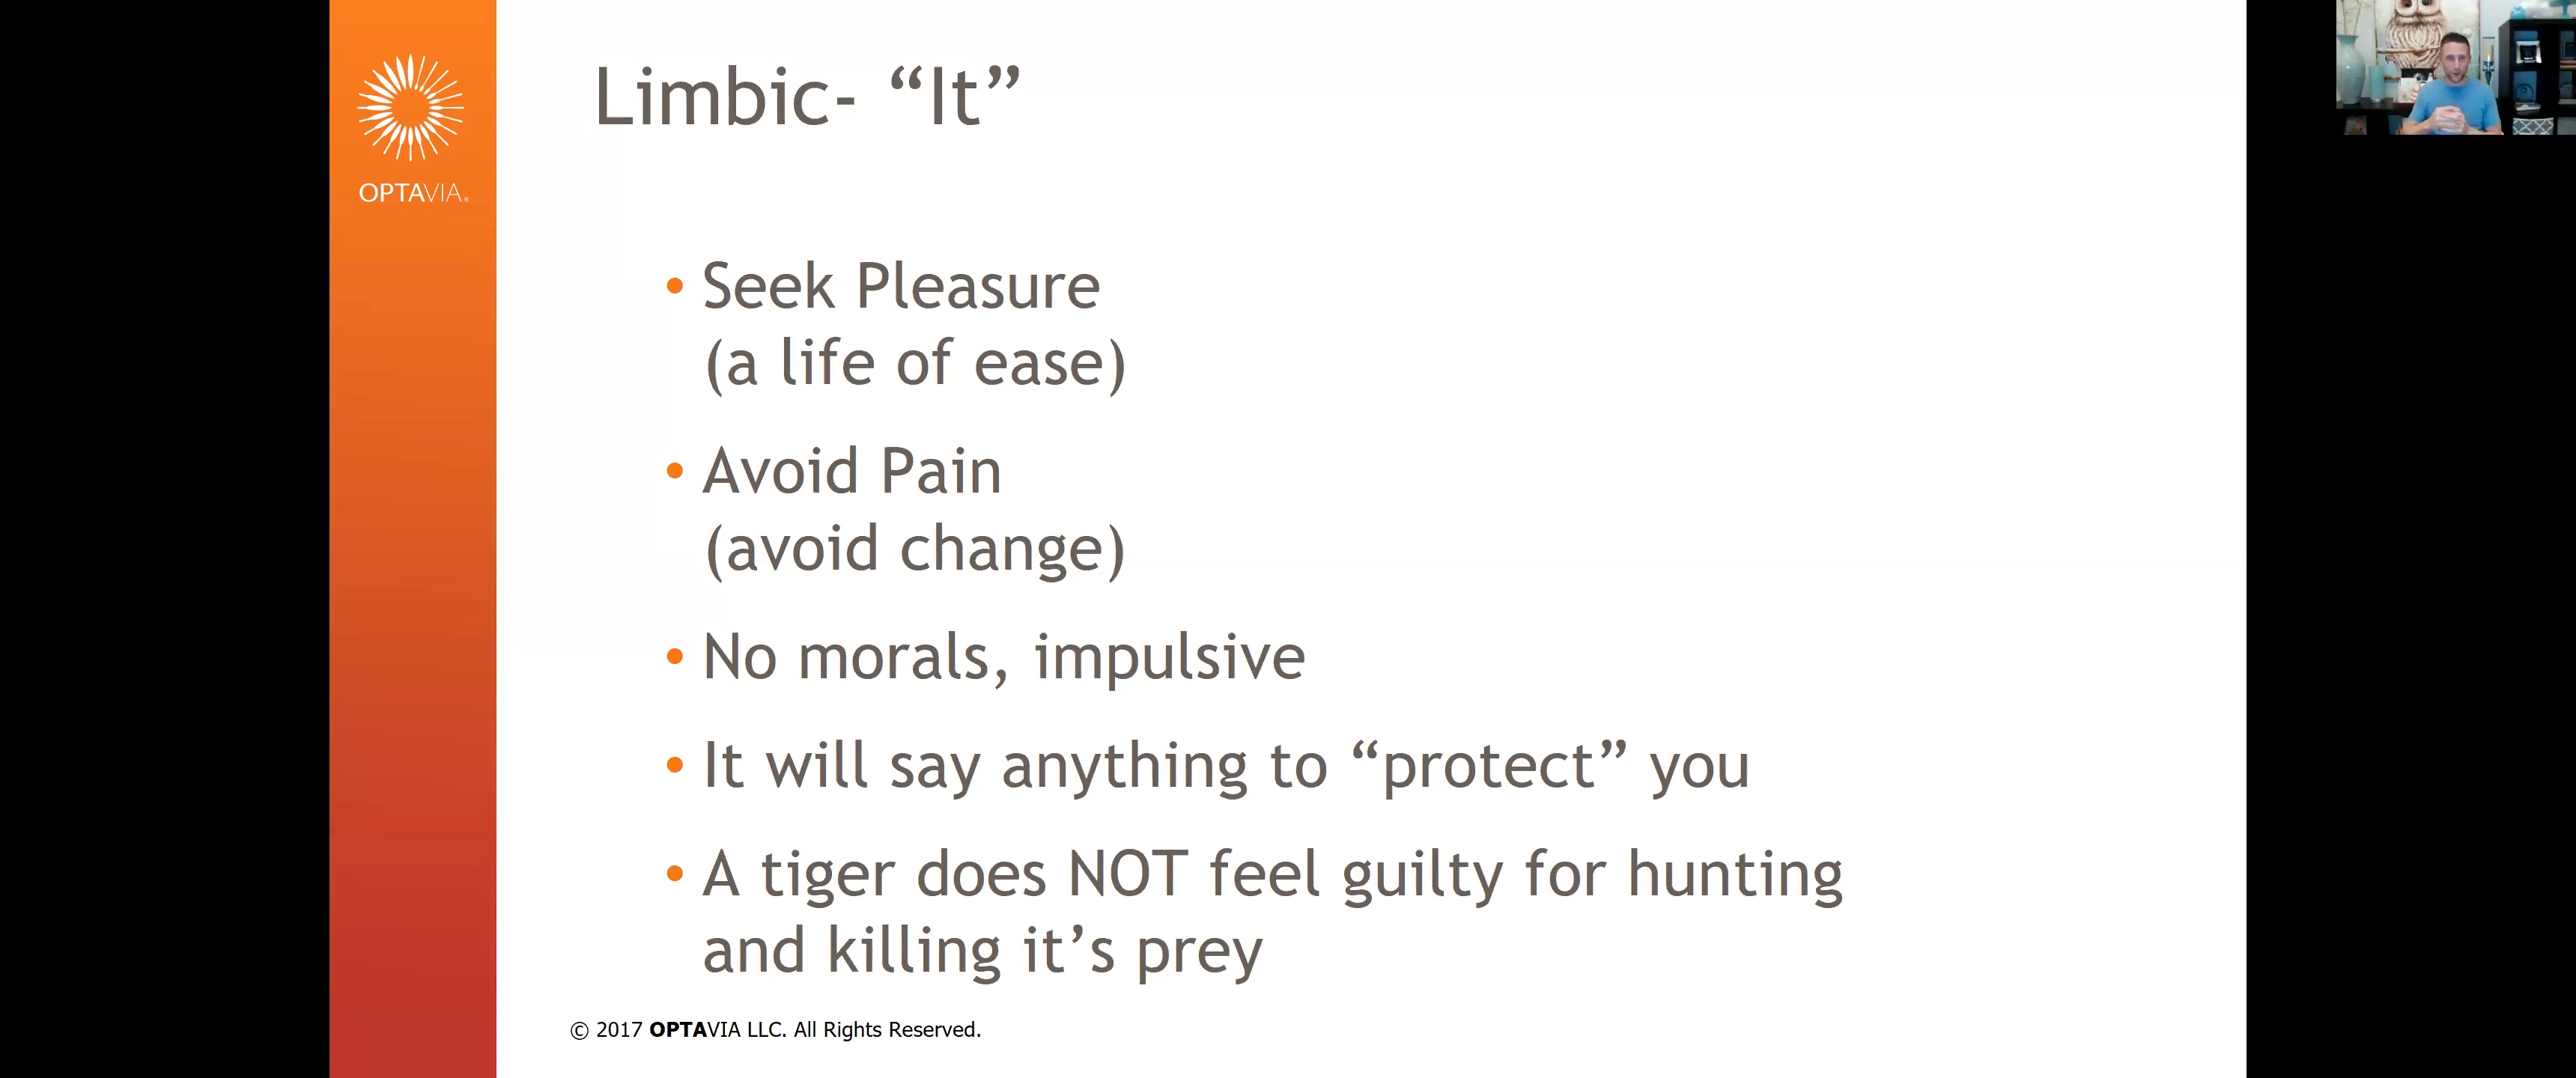 OPTAVIA®
Limbic- “It”
• Seek Pleasure
(a life of ease)
• Avoid Pain
(avoid change)
• No morals, impulsive
• It will say anything to “protect” you
• A tiger does NOT feel guilty for hunting
and killing it’s prey
© 2017 OPTAVIA LLC. All Rights Reserved.